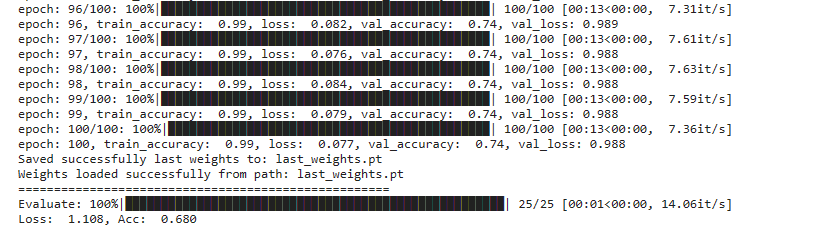 epoch: 96/100: 100%| | 100/100 [00:13<00:00, 7.31it/s]
epoch: 96, train_accuracy: 0.99, loss: 0.082, val_accuracy: 0.74, val_loss: 0.989
epoch: 97/100: 100%| | 100/100 [00:13<00:00, 7.61it/s]
epoch: 97, train_accuracy: 0.99, loss: 0.076, val_accuracy: 0.74, val_loss: 0.988
epoch: 98/100: 100%| | 100/100 [00:13<00:00, 7.63it/s]
epoch: 98, train_accuracy: 0.99, loss: 0.084, val_accuracy: 0.74, val_loss: 0.988
epoch: 99/100: 100%| | 100/100 [00:13<00:00, 7.59it/s]
epoch: 99, train_accuracy: 0.99, loss: 0.079, val_accuracy: 0.74, val_loss: 0.988
epoch: 100/100: 100%| | 100/100 [00:13<00:00, 7.36it/s]
epoch: 100, train_accuracy: 0.99, loss: 0.077, val_accuracy: 0.74, val_loss: 0.988
Saved successfully last weights to: last_weights.pt
Weights loaded successfully from path: last_weights.pt
==================================================
Evaluate: 100%| | 25/25 [00:01<00:00, 14.06it/s]
Loss: 1.108, Acc: 0.680